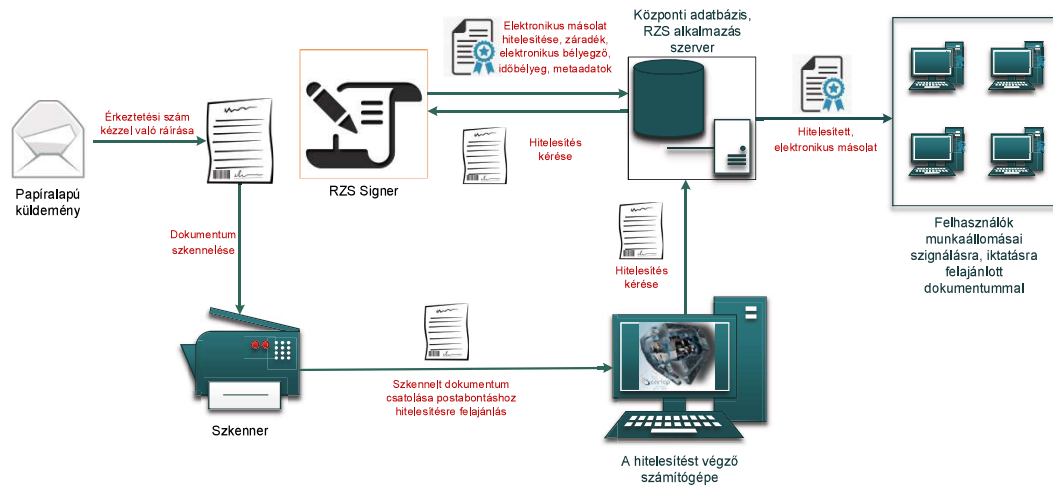 Elektronikus másolat
hitelesítése, záradék,
elektronikus bélyegző,
időbélyeg, metaadatok
Központi adatbázis,
RZS alkalmazás
szerver
Érkeztetési szám
kézzel való ráírása
Papíralapú
küldemény
RZS Signer
Hitelesítés
kérése
Hitelesített,
elektronikus másolat
Felhasználók
munkaállomásai
szignálásra, iktatásra
felajánlott
dokumentummal
Dokumentum
szkennelése
Hitelesítés
kérése
Szkennelt dokumentum
csatolása postabontáshoz
hitelesítésre felajánlás
Szkenner
A hitelesítést végző
számítógépe